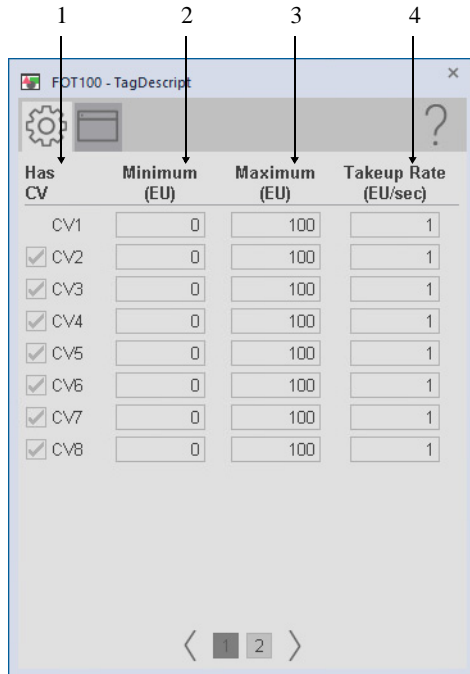 1 2 3 4
FOT100 - TagDescript ×
?
Has CV Minimum (EU) Maximum (EU) Takeup Rate (EU/sec)
CV1 0 100 1
CV2 0 100 1
CV3 0 100 1
CV4 0 100 1
CV5 0 100 1
CV6 0 100 1
CV7 0 100 1
CV8 0 100 1
1 2